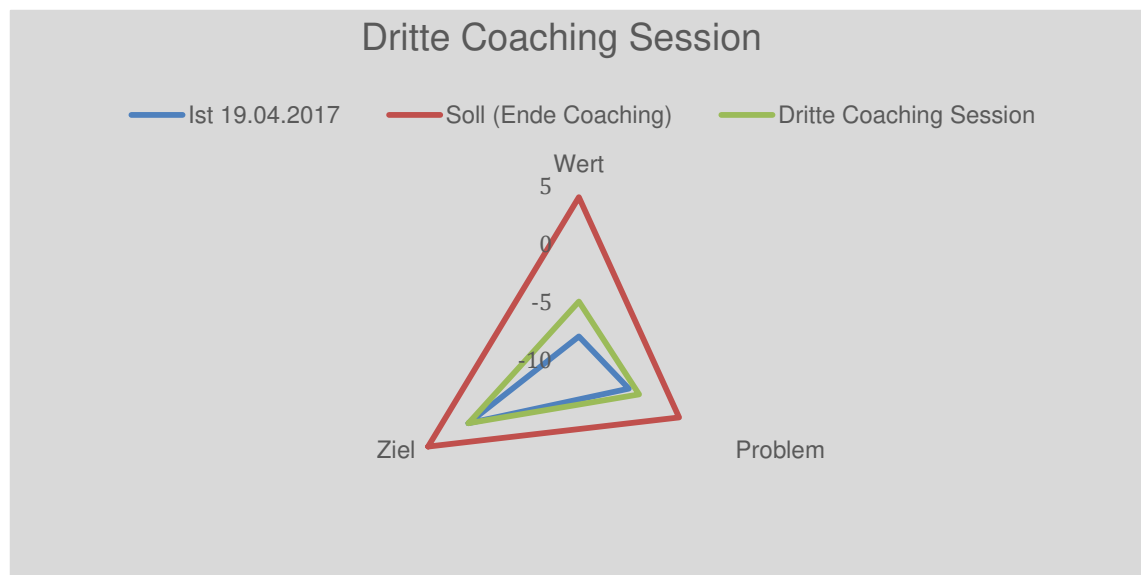 Dritte Coaching Session
Ist 19.04.2017 Soll (Ende Coaching) Dritte Coaching Session
Wert
5
0
-5
-10
Ziel Problem